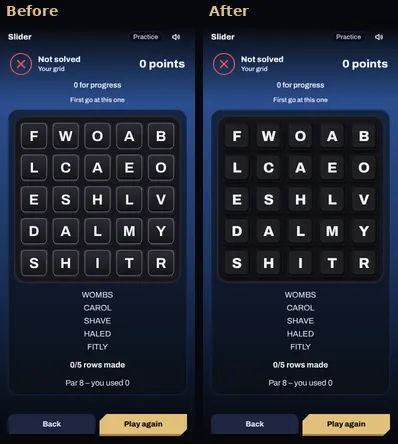 Before
Slider
Practice
Not solved
Your grid
0 points
0 for progress
First go at this one
F W O A B
L C A E O
E S H L V
D A L M Y
S H I T R
WOMBS
CAROL
SHAVE
HALED
FITLY
0/5 rows made
Par 8 – you used 0
Back
Play again
After
Slider
Practice
Not solved
Your grid
0 points
0 for progress
First go at this one
F W O A B
L C A E O
E S H L V
D A L M Y
S H I T R
WOMBS
CAROL
SHAVE
HALED
FITLY
0/5 rows made
Par 8 – you used 0
Back
Play again